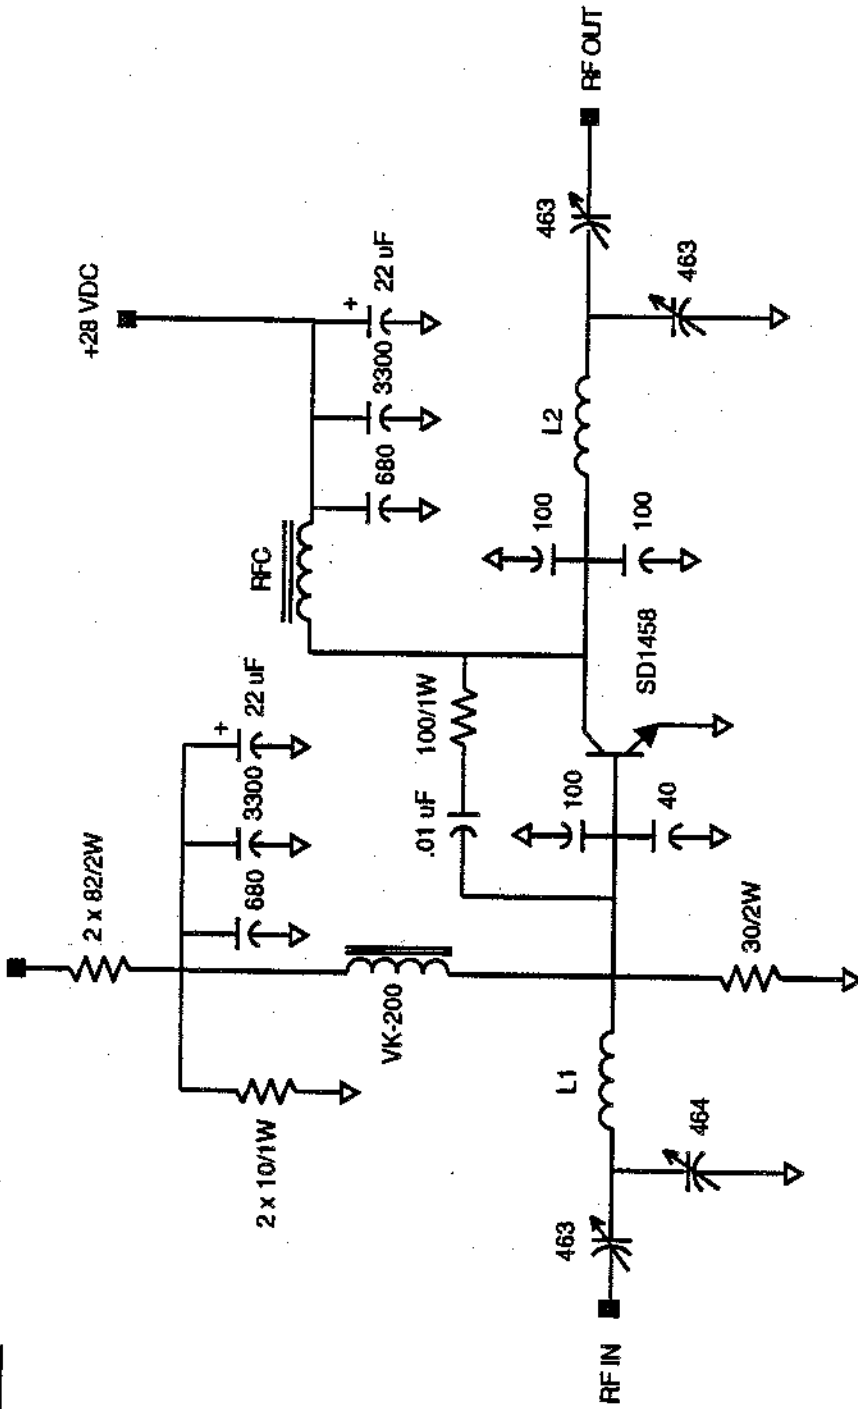 +28 VDC
2 x 82/2W
680
3300
+
22 uF
RFC
680
3300
+
22 uF
2 x 10/1W
VK-200
.01 uF
100/1W
RF IN
463
464
L1
30/2W
100
40
SD1458
100
100
L2
463
463
RF OUT